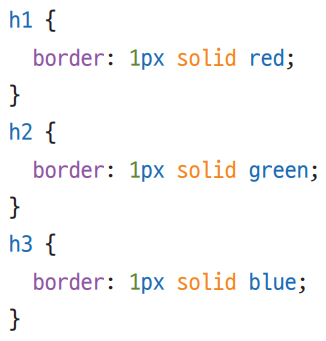 h1 {
  border: 1px solid red;
}
h2 {
  border: 1px solid green;
}
h3 {
  border: 1px solid blue;
}